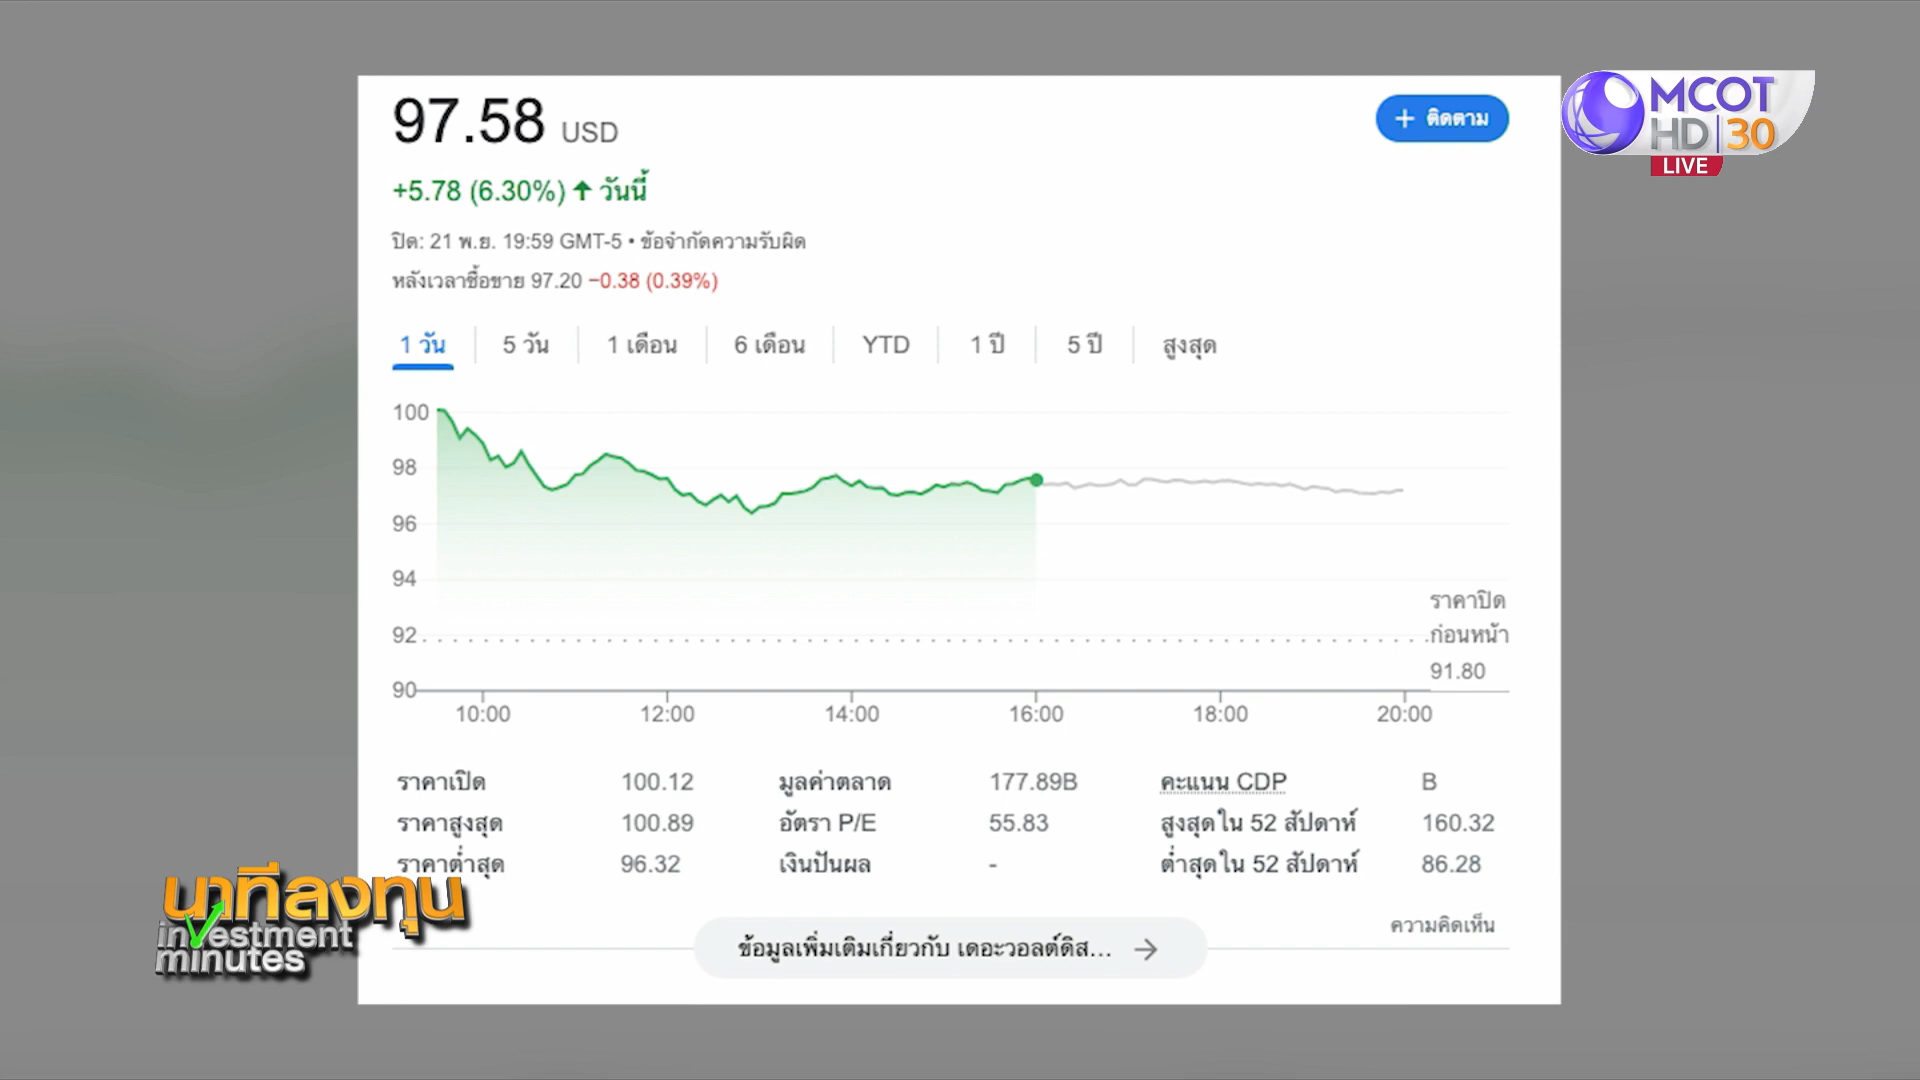 97.58 USD
+ ติดตาม
MCOT
HD|30
LIVE
+5.78 (6.30%) ↑ วันนี้
ปิด: 21 พ.ย. 19:59 GMT-5 • ข้อจำกัดความรับผิด
หลังเวลาซื้อขาย 97.20 −0.38 (0.39%)
1 วัน 5 วัน 1 เดือน 6 เดือน YTD 1 ปี 5 ปี สูงสุด
100
98
96
94
92
90
ราคาปิด
ก่อนหน้า
91.80
10:00 12:00 14:00 16:00 18:00 20:00
ราคาเปิด 100.12 มูลค่าตลาด 177.89B คะแนน CDP B
ราคาสูงสุด 100.89 อัตรา P/E 55.83 สูงสุดใน 52 สัปดาห์ 160.32
ราคาต่ำสุด 96.32 เงินปันผล - ต่ำสุดใน 52 สัปดาห์ 86.28
ความคิดเห็น
ข้อมูลเพิ่มเติมเกี่ยวกับ เดอะวอลต์ดิส... →
นาทีลงทุน
investment
minutes